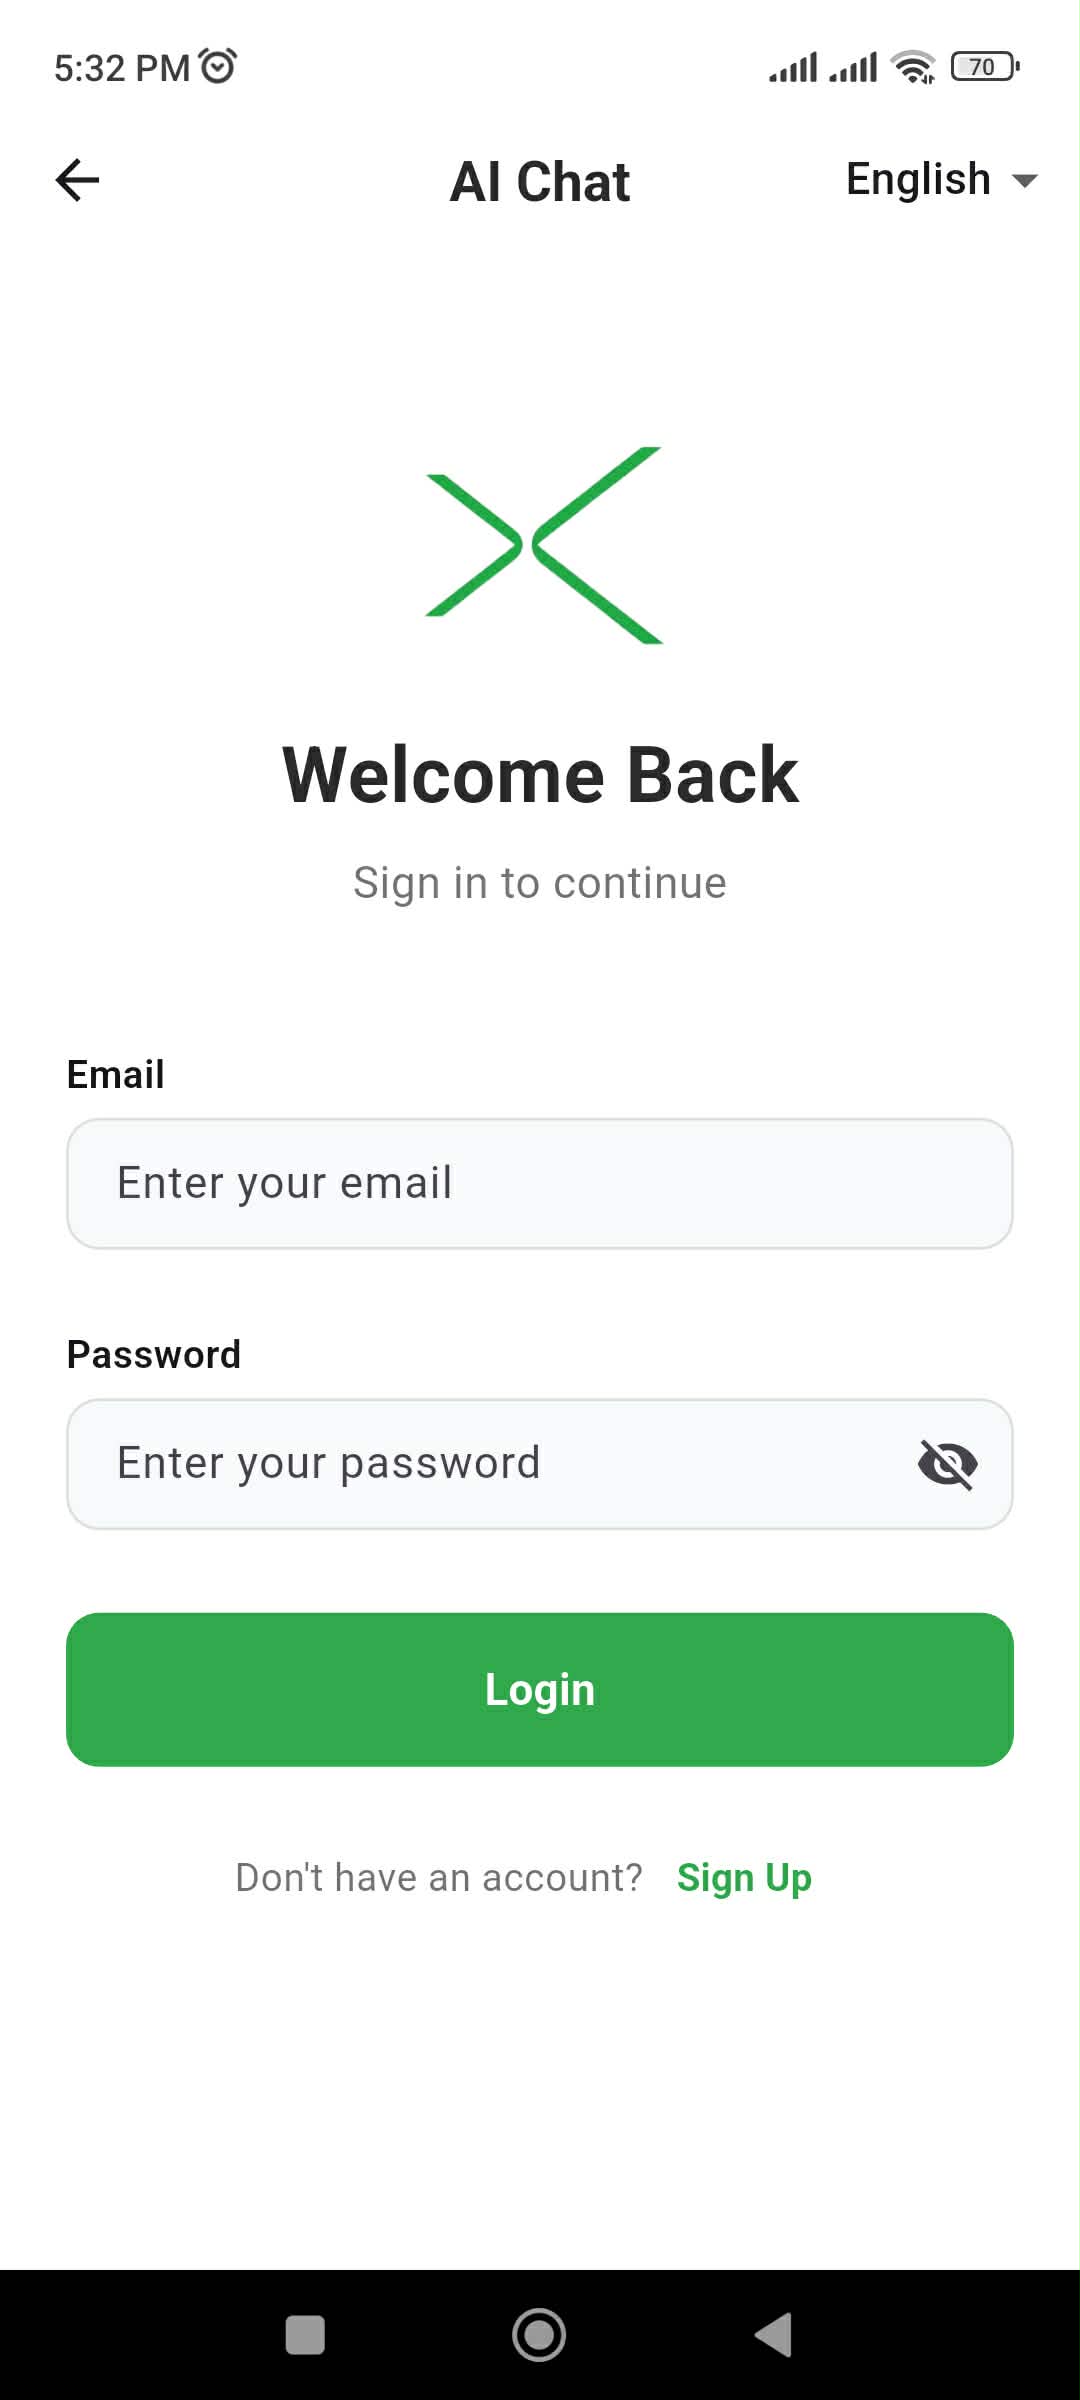 5:32 PM
70
AI Chat
English
Welcome Back
Sign in to continue
Email
Enter your email
Password
Enter your password
Login
Don't have an account? Sign Up